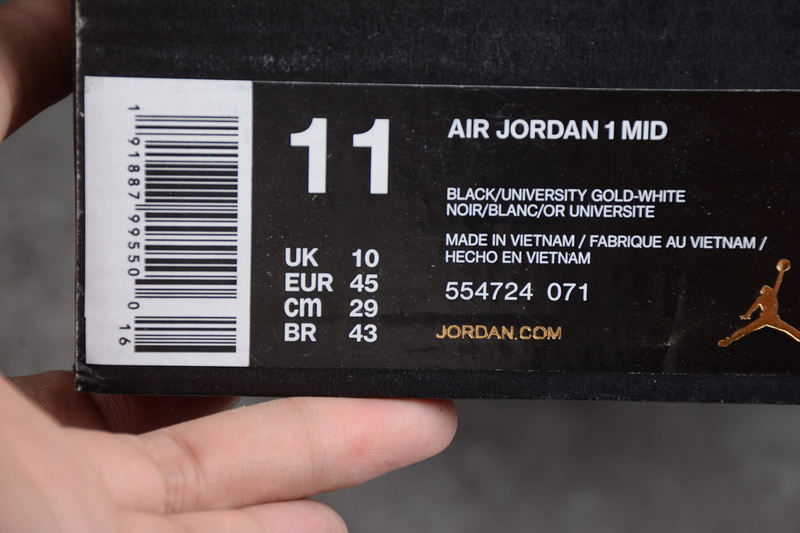 1 91887 99550 0 16
11
UK 10
EUR 45
cm 29
BR 43
AIR JORDAN 1 MID
BLACK/UNIVERSITY GOLD-WHITE
NOIR/BLANC/OR UNIVERSITE
MADE IN VIETNAM / FABRIQUE AU VIETNAM /
HECHO EN VIETNAM
554724 071
JORDAN.COM